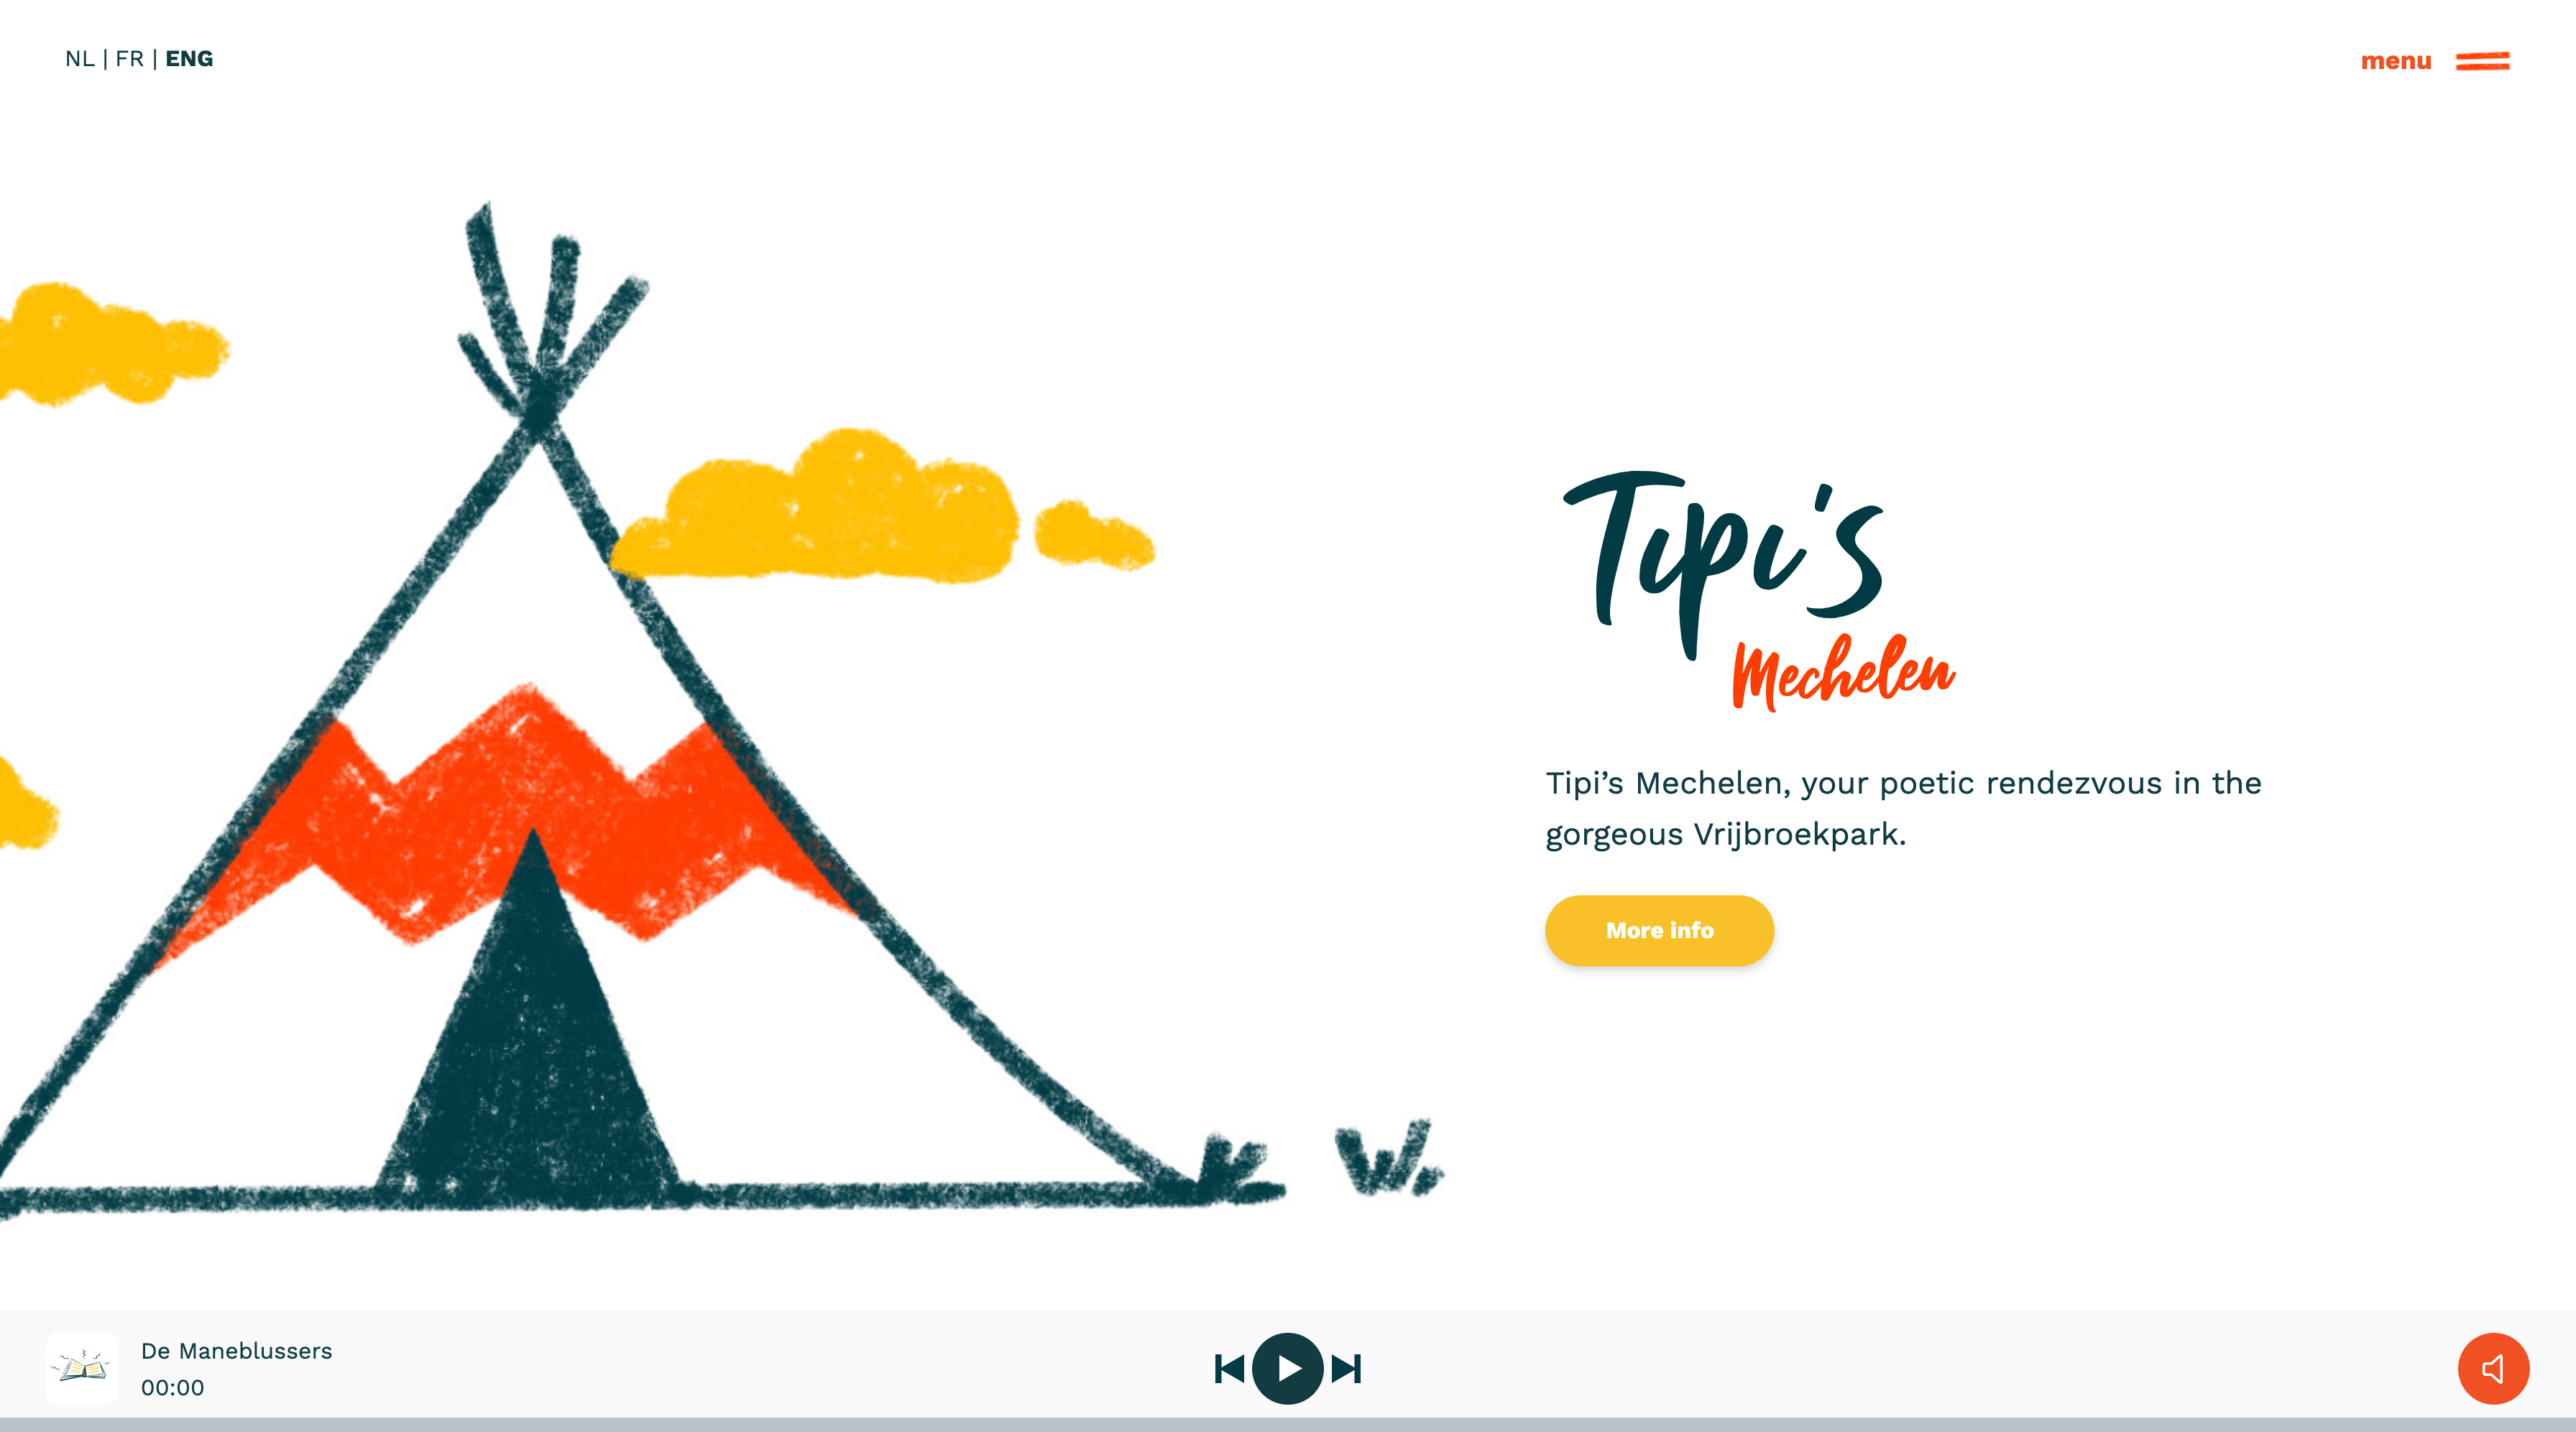 NL | FR | ENG
menu
Tipi's
Mechelen
Tipi’s Mechelen, your poetic rendezvous in the
gorgeous Vrijbroekpark.
More info
De Maneblussers
00:00